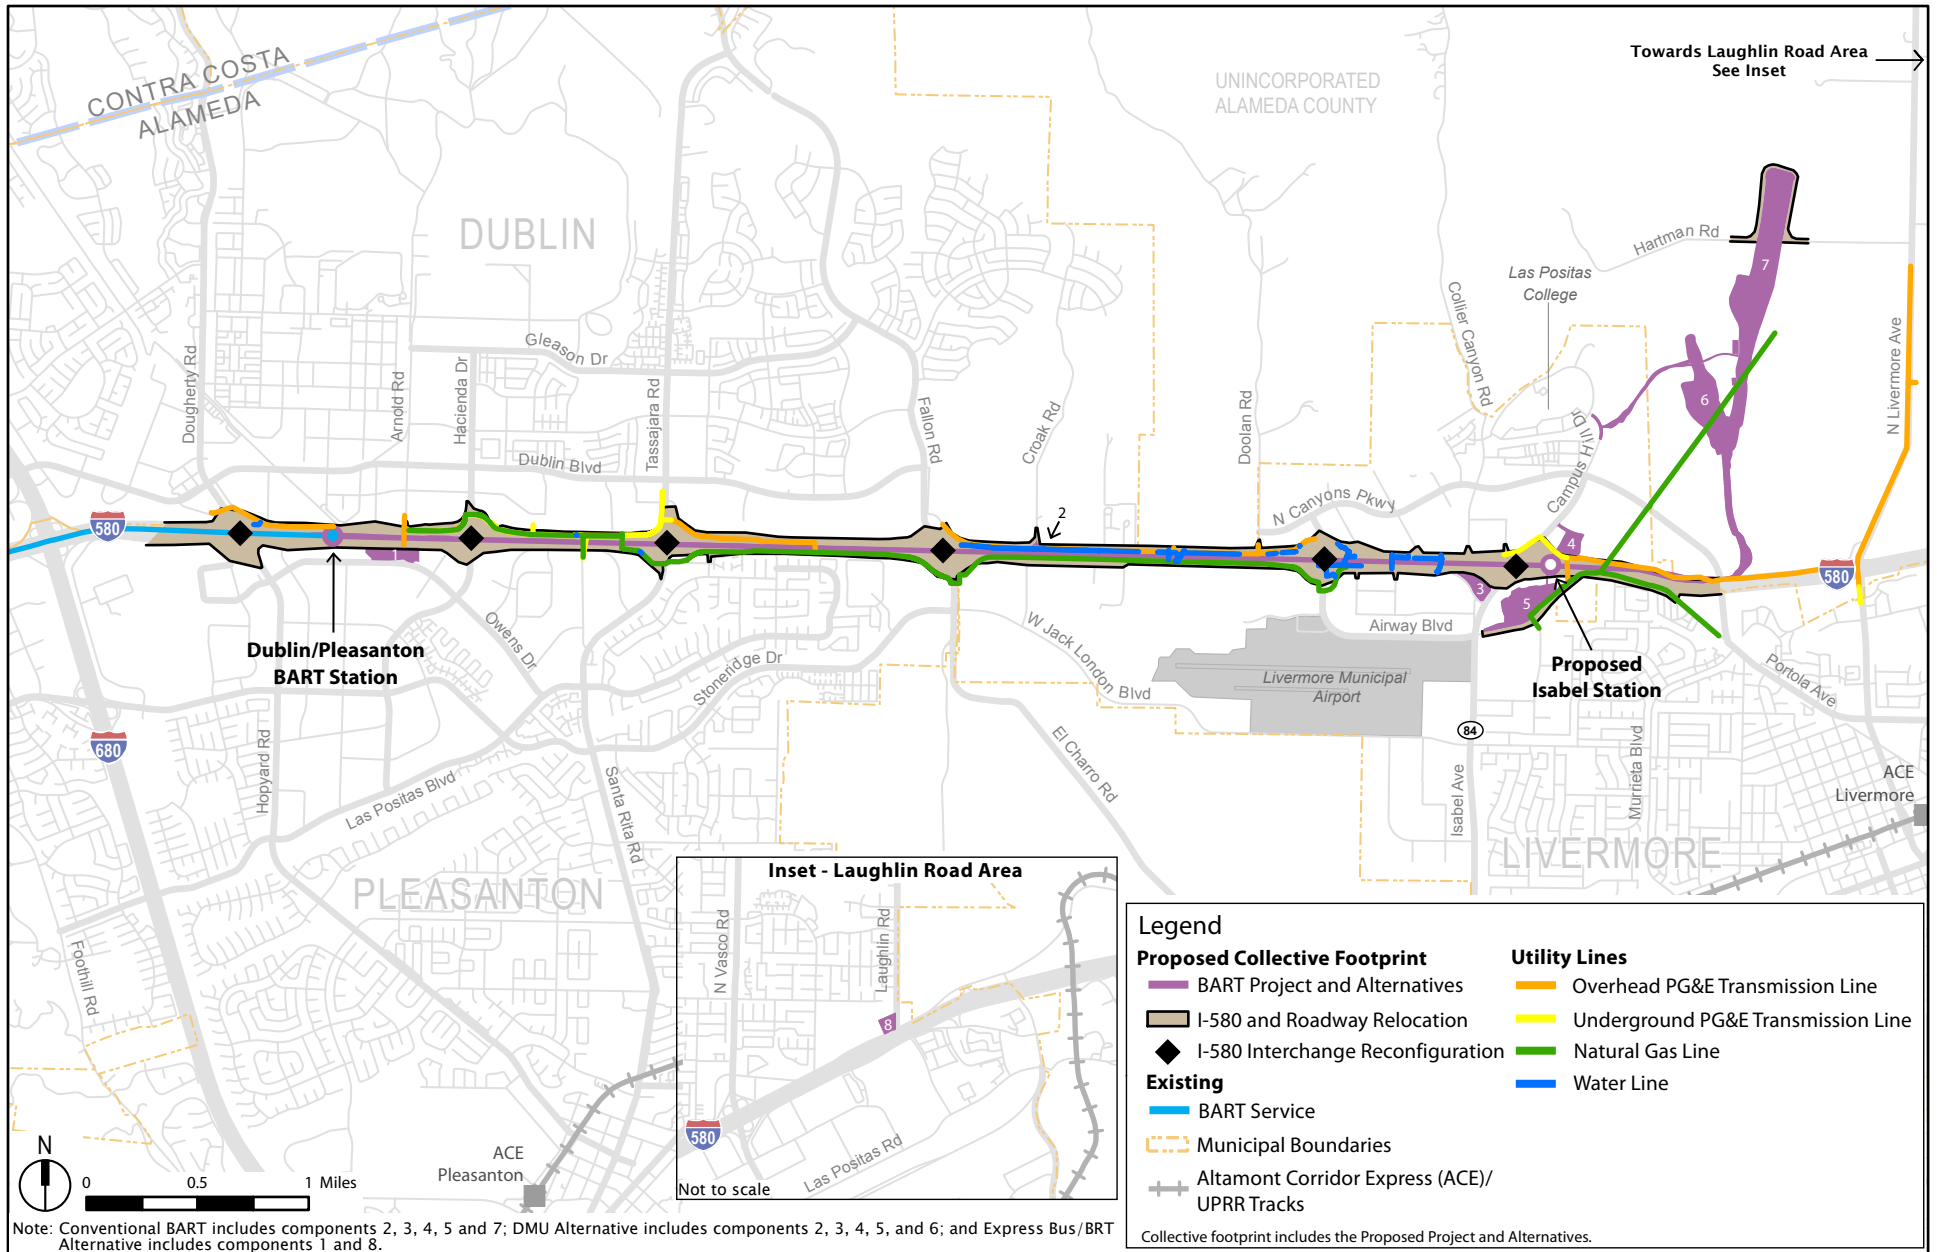 CONTRA COSTA
ALAMEDA
Towards Laughlin Road Area
See Inset
UNINCORPORATED
ALAMEDA COUNTY
DUBLIN
Hartman Rd
Las Positas
College
7
Collier Canyon Rd
N Livermore Ave
Gleason Dr
Dougherty Rd
Arnold Rd
Hacienda Dr
Tassajara Rd
Fallon Rd
Croak Rd
Doolan Rd
6
Campus Hill Dr
Dublin Blvd
N Canyons Pkwy
2
580
1
4
580
3
5
Dublin/Pleasanton
BART Station
Owens Dr
Stoneridge Dr
W Jack London Blvd
Airway Blvd
Livermore Municipal
Airport
Proposed
Isabel Station
Portola Ave
680
84
Hopyard Rd
Las Positas Blvd
Santa Rita Rd
El Charro Rd
Isabel Ave
Murrieta Blvd
ACE
Livermore
LIVERMORE
PLEASANTON
Foothill Rd
Inset - Laughlin Road Area
N Vasco Rd
Laughlin Rd
8
580
Las Positas Rd
Not to scale
ACE
Pleasanton
N
0 0.5 1 Miles
Legend
Proposed Collective Footprint
BART Project and Alternatives
I-580 and Roadway Relocation
I-580 Interchange Reconfiguration
Existing
BART Service
Municipal Boundaries
Altamont Corridor Express (ACE)/
UPRR Tracks
Utility Lines
Overhead PG&E Transmission Line
Underground PG&E Transmission Line
Natural Gas Line
Water Line
Collective footprint includes the Proposed Project and Alternatives.
Note: Conventional BART includes components 2, 3, 4, 5 and 7; DMU Alternative includes components 2, 3, 4, 5, and 6; and Express Bus/BRT
Alternative includes components 1 and 8.